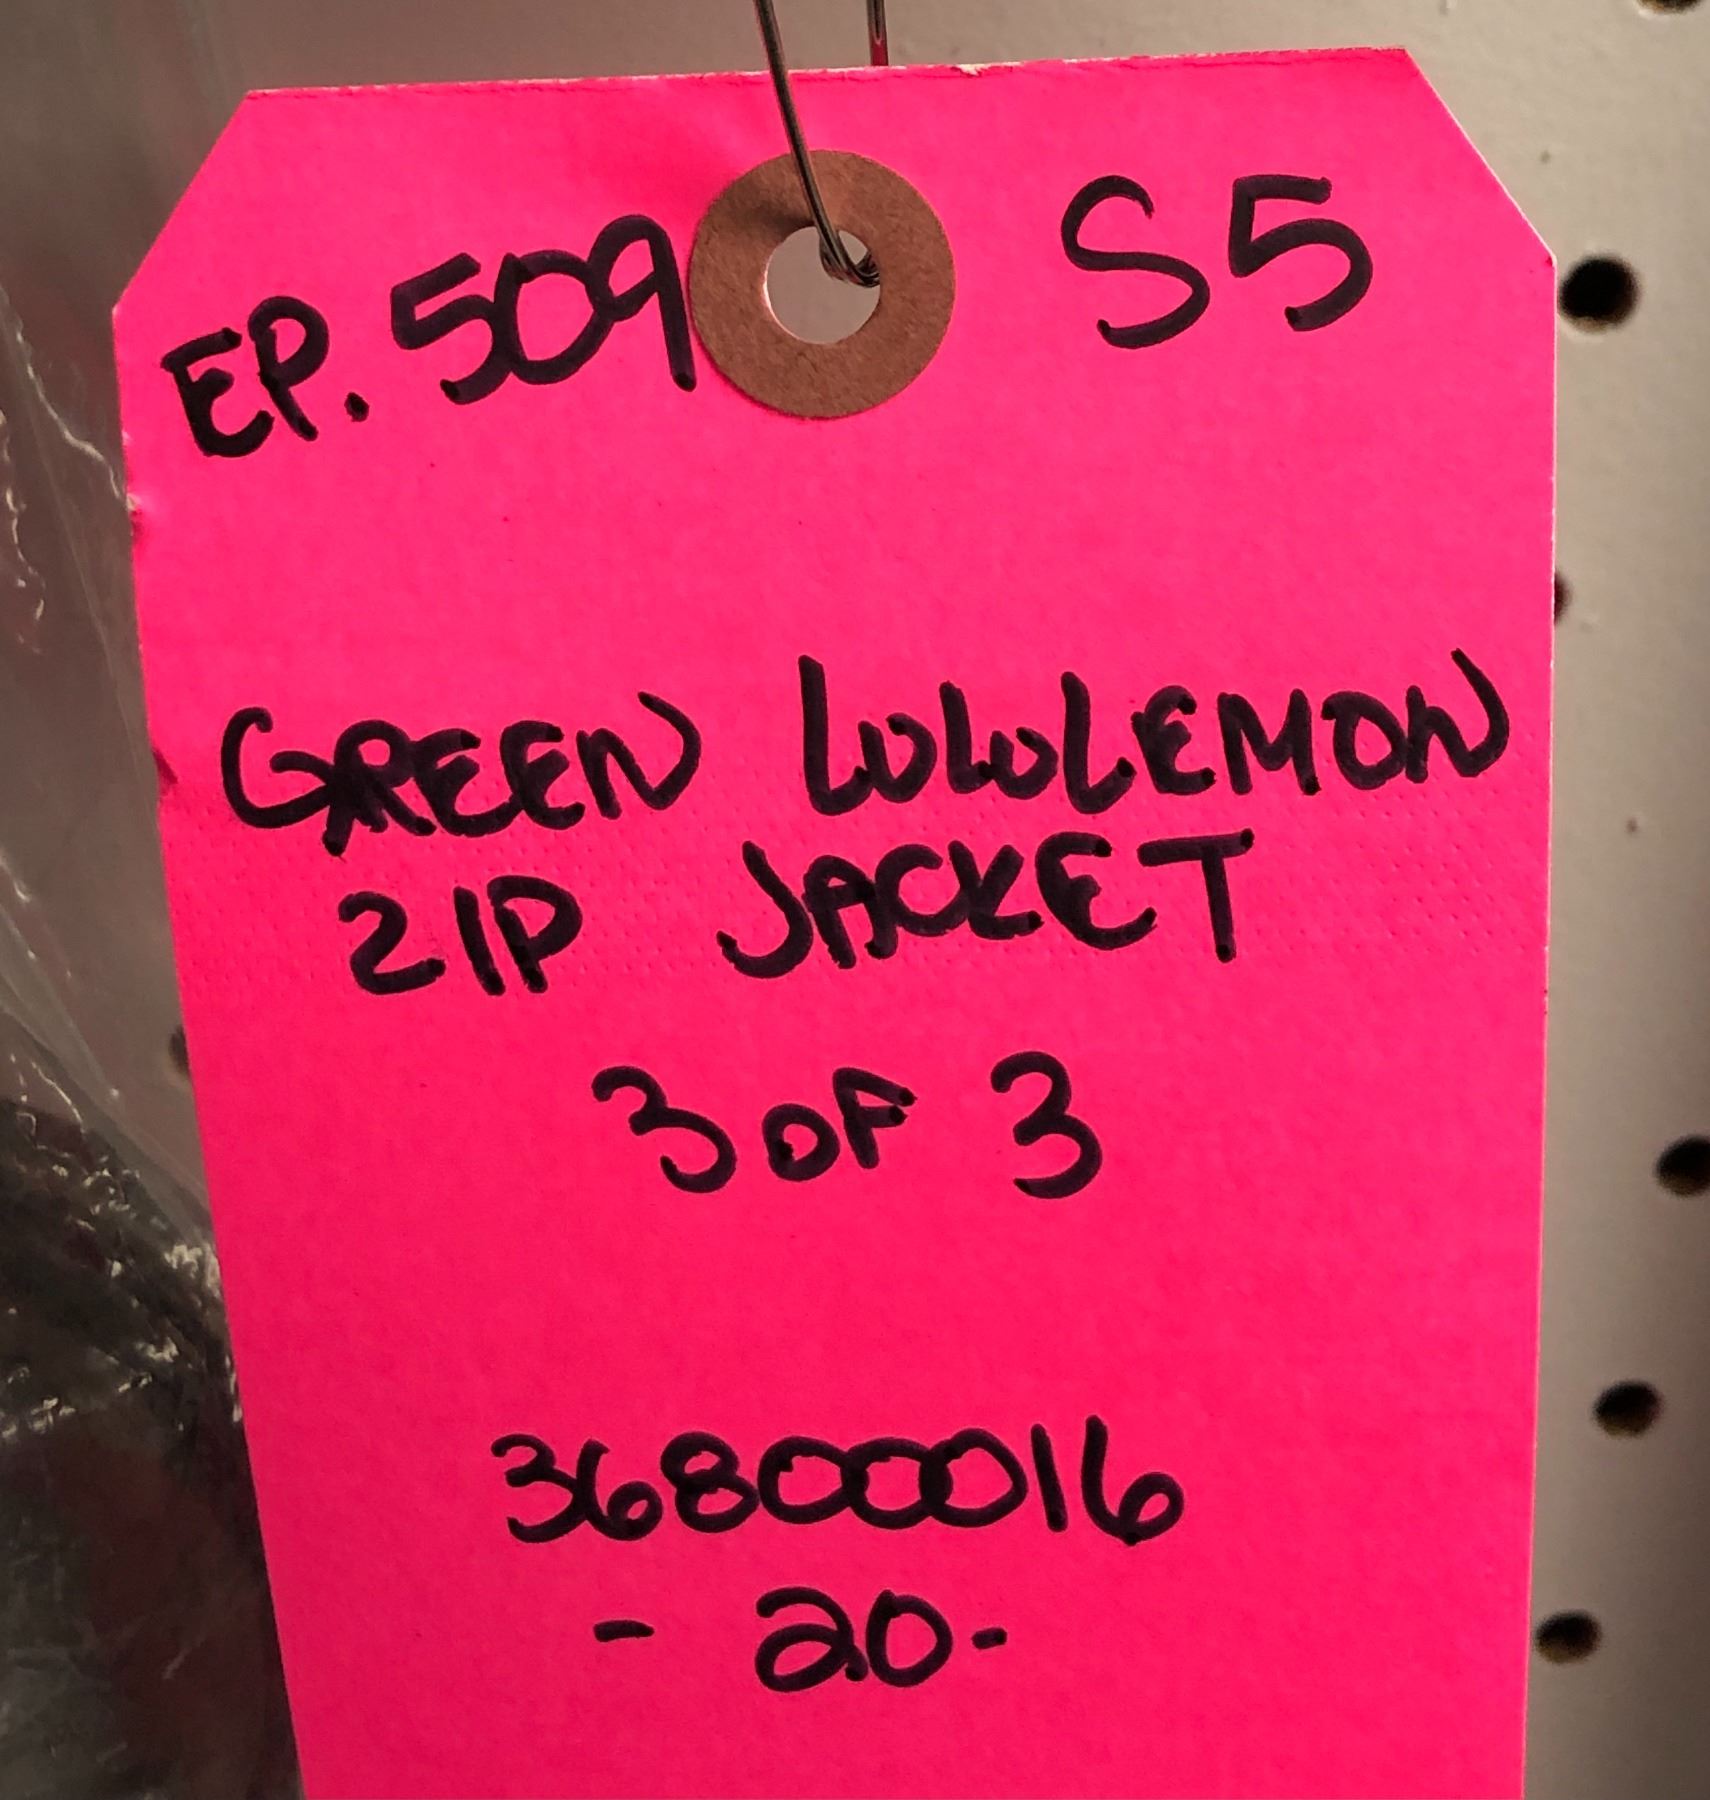 EP. 509 S5
GREEN LULULEMON
ZIP JACKET
3 OF 3
36800016
- 20 -